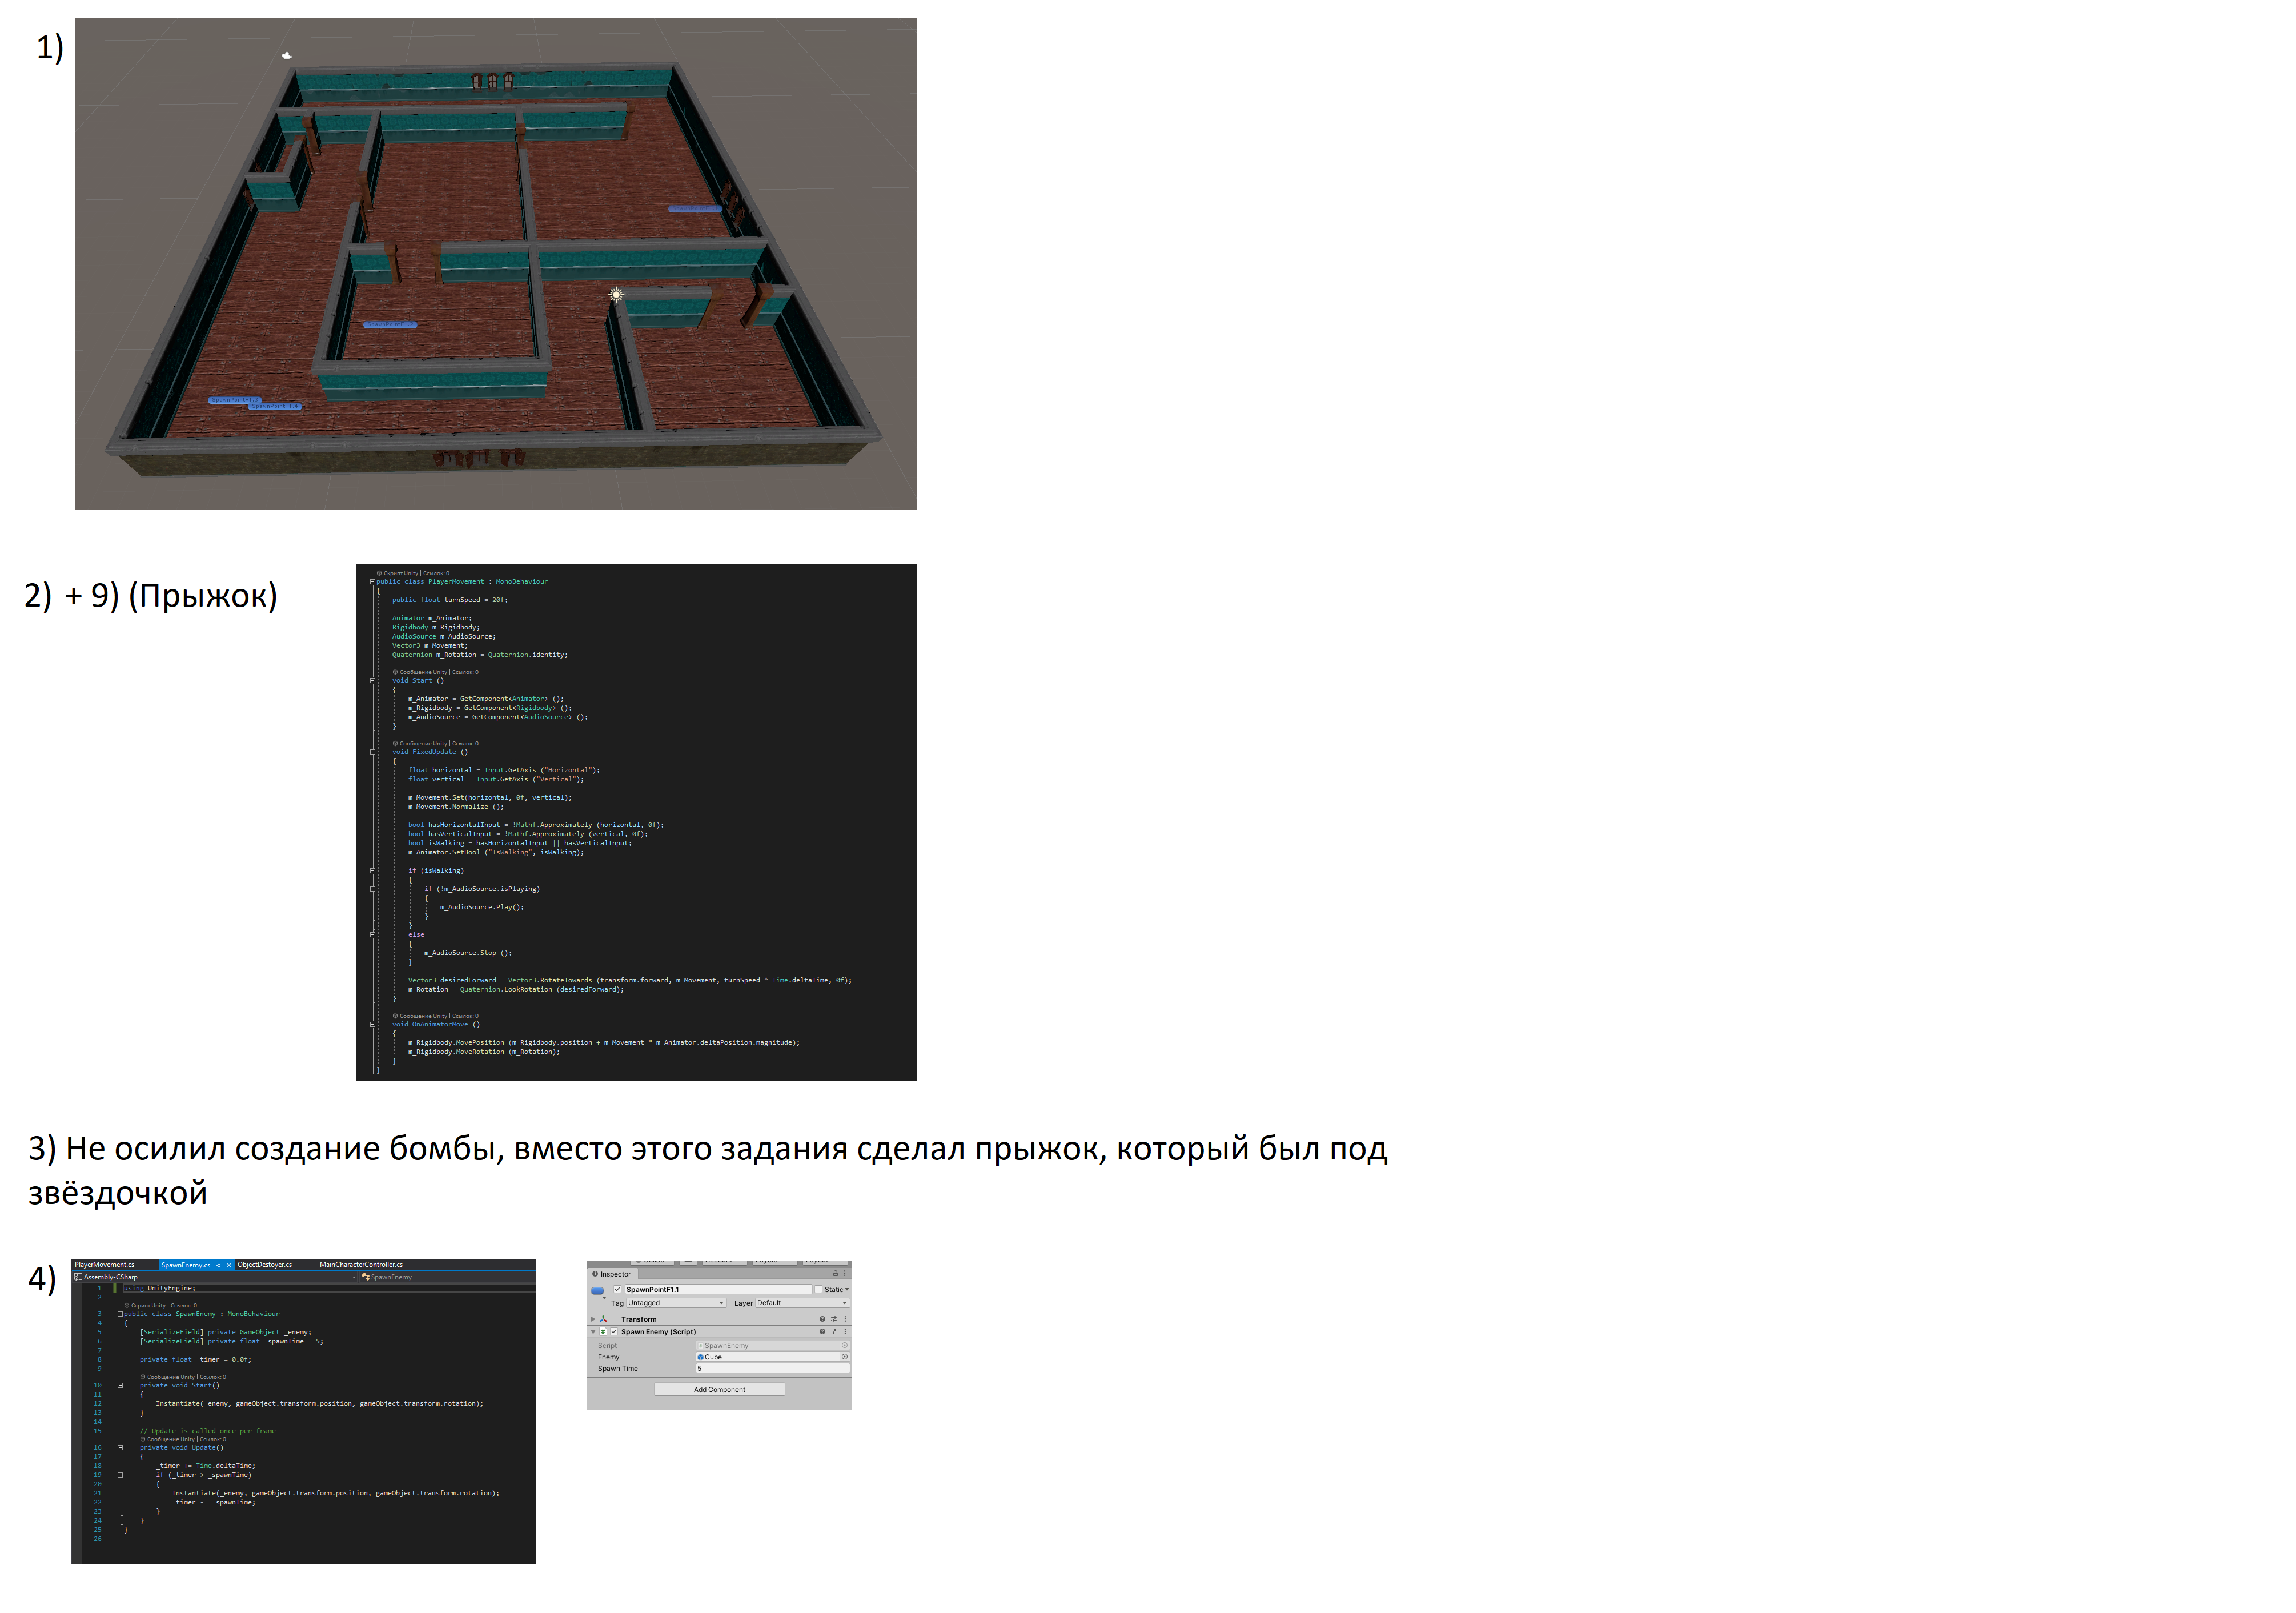 1)
SpawnPointF1.2
SpawnPointF1.3
SpawnPointF1.4
2) + 9) (Прыжок)
Скрипт Unity | Ссылок: 0
public class PlayerMovement : MonoBehaviour
{
public float turnSpeed = 20f;
Animator m_Animator;
Rigidbody m_Rigidbody;
AudioSource m_AudioSource;
Vector3 m_Movement;
Quaternion m_Rotation = Quaternion.identity;
Сообщение Unity | Ссылок: 0
void Start ()
{
m_Animator = GetComponent<Animator> ();
m_Rigidbody = GetComponent<Rigidbody> ();
m_AudioSource = GetComponent<AudioSource> ();
}
Сообщение Unity | Ссылок: 0
void FixedUpdate ()
{
float horizontal = Input.GetAxis ("Horizontal");
float vertical = Input.GetAxis ("Vertical");
m_Movement.Set(horizontal, 0f, vertical);
m_Movement.Normalize ();
bool hasHorizontalInput = !Mathf.Approximately (horizontal, 0f);
bool hasVerticalInput = !Mathf.Approximately (vertical, 0f);
bool isWalking = hasHorizontalInput || hasVerticalInput;
m_Animator.SetBool ("IsWalking", isWalking);
if (isWalking)
{
if (!m_AudioSource.isPlaying)
{
m_AudioSource.Play();
}
}
else
{
m_AudioSource.Stop ();
}
Vector3 desiredForward = Vector3.RotateTowards (transform.forward, m_Movement, turnSpeed * Time.deltaTime, 0f);
m_Rotation = Quaternion.LookRotation (desiredForward);
}
Сообщение Unity | Ссылок: 0
void OnAnimatorMove ()
{
m_Rigidbody.MovePosition (m_Rigidbody.position + m_Movement * m_Animator.deltaPosition.magnitude);
m_Rigidbody.MoveRotation (m_Rotation);
}
}
3) Не осилил создание бомбы, вместо этого задания сделал прыжок, который был под
звёздочкой
4)
PlayerMovement.cs SpawnEnemy.cs ObjectDestoyer.cs MainCharacterController.cs
Assembly-CSharp SpawnEnemy
1 using UnityEngine;
2
Скрипт Unity | Ссылок: 0
3 public class SpawnEnemy : MonoBehaviour
4 {
5 [SerializeField] private GameObject _enemy;
6 [SerializeField] private float _spawnTime = 5;
7
8 private float _timer = 0.0f;
9
Сообщение Unity | Ссылок: 0
10 private void Start()
11 {
12 Instantiate(_enemy, gameObject.transform.position, gameObject.transform.rotation);
13 }
14
15 // Update is called once per frame
Сообщение Unity | Ссылок: 0
16 private void Update()
17 {
18 _timer += Time.deltaTime;
19 if (_timer > _spawnTime)
20 {
21 Instantiate(_enemy, gameObject.transform.position, gameObject.transform.rotation);
22 _timer -= _spawnTime;
23 }
24 }
25 }
26
Inspector
SpawnPointF1.1 Static
Tag Untagged Layer Default
Transform
Spawn Enemy (Script)
Script SpawnEnemy
Enemy Cube
Spawn Time 5
Add Component